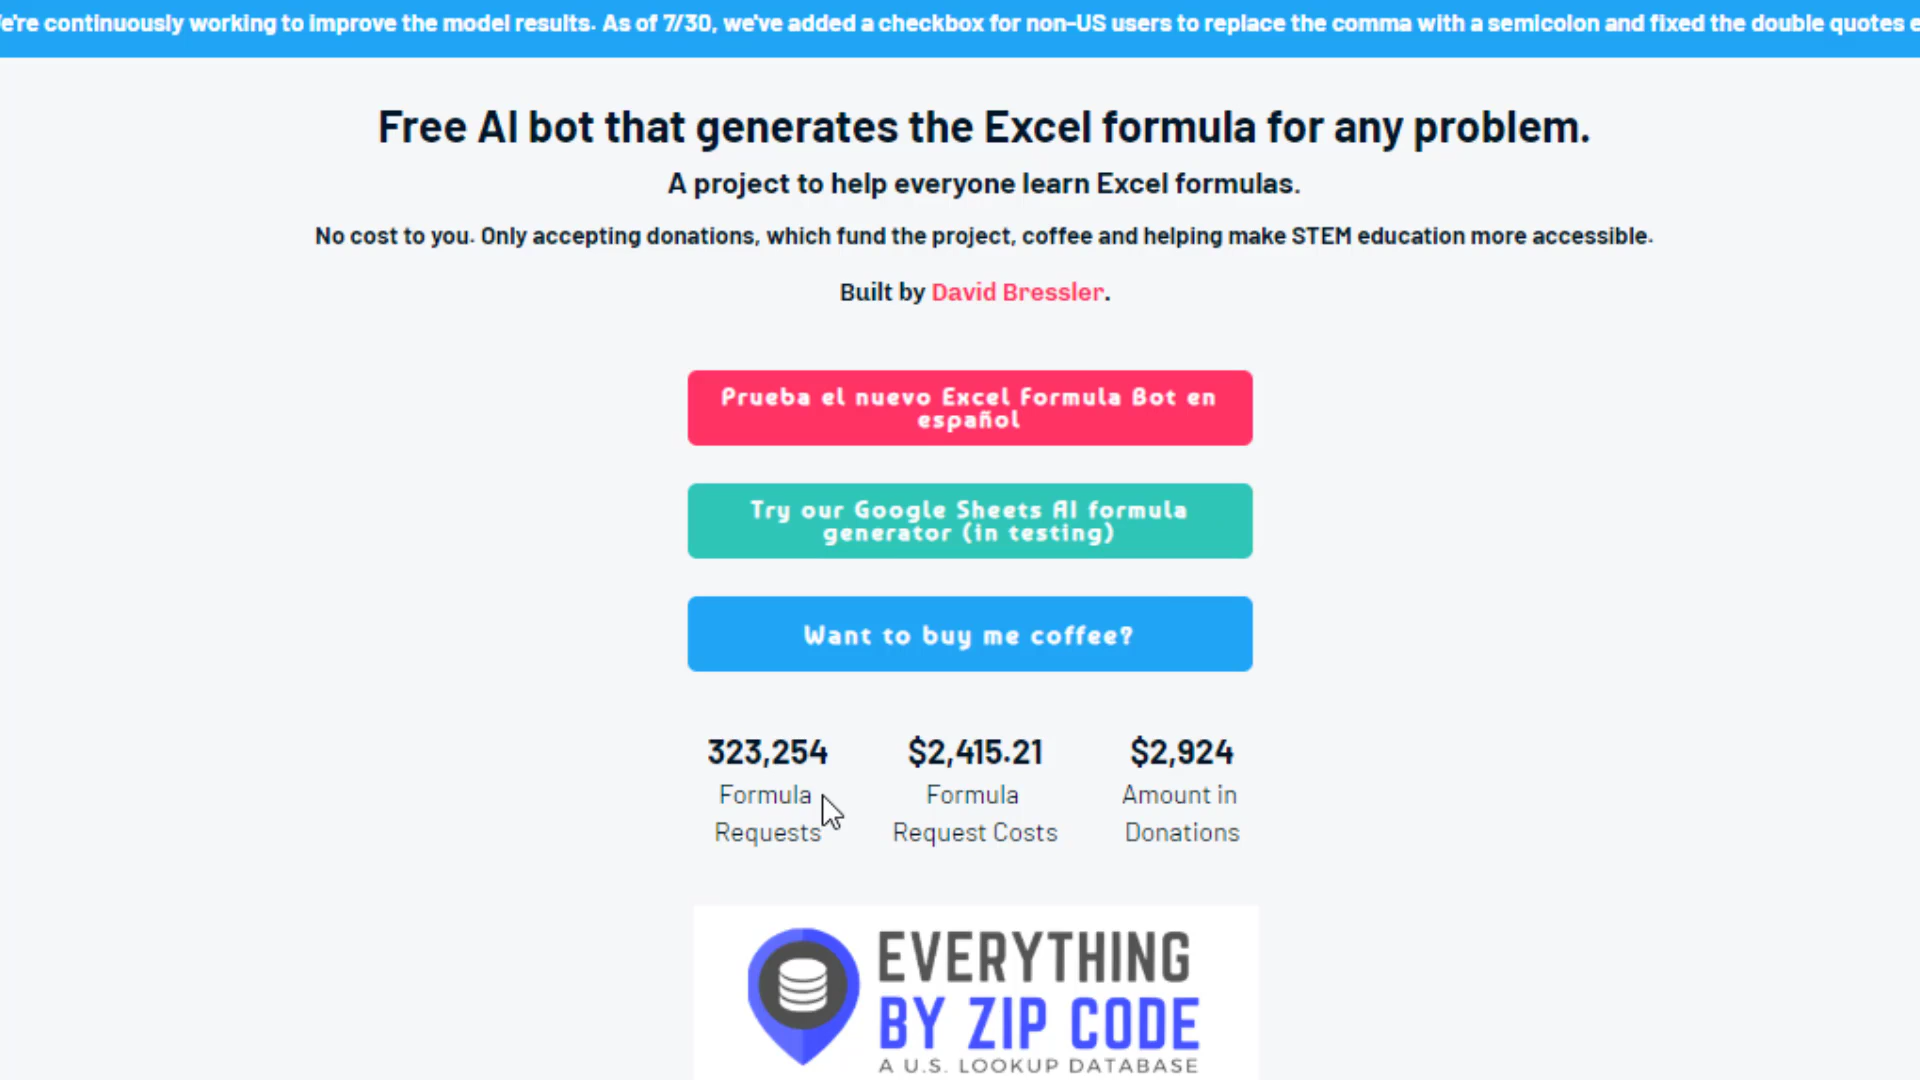 e're continuously working to improve the model results. As of 7/30, we've added a checkbox for non-US users to replace the comma with a semicolon and fixed the double quotes e
Free AI bot that generates the Excel formula for any problem.
A project to help everyone learn Excel formulas.
No cost to you. Only accepting donations, which fund the project, coffee and helping make STEM education more accessible.
Built by David Bressler.
Prueba el nuevo Excel Formula Bot en
español
Try our Google Sheets AI formula
generator (in testing)
Want to buy me coffee?
323,254 $2,415.21 $2,924
Formula Formula Amount in
Requests Request Costs Donations
EVERYTHING
BY ZIP CODE
A U.S. LOOKUP DATABASE